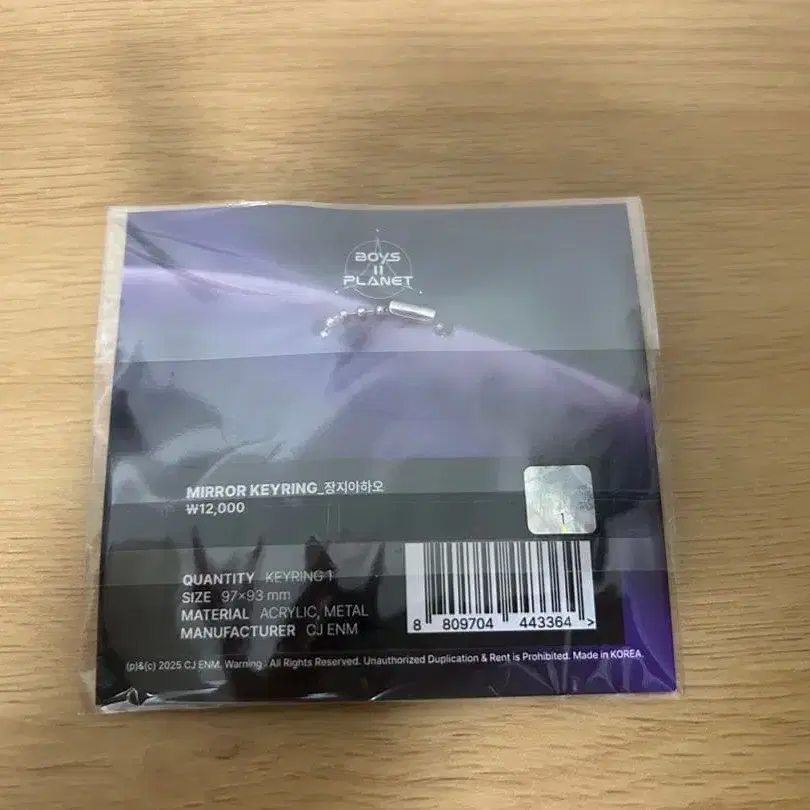 BOYS
II
PLANET
MIRROR KEYRING_장지아하오
₩12,000
1
QUANTITY KEYRING 1
SIZE 97×93 mm
MATERIAL ACRYLIC, METAL
MANUFACTURER CJ ENM
8 809704 443364 >
(p)&(c) 2025 CJ ENM. Warning : All Rights Reserved. Unauthorized Duplication & Rent is Prohibited. Made in KOREA.